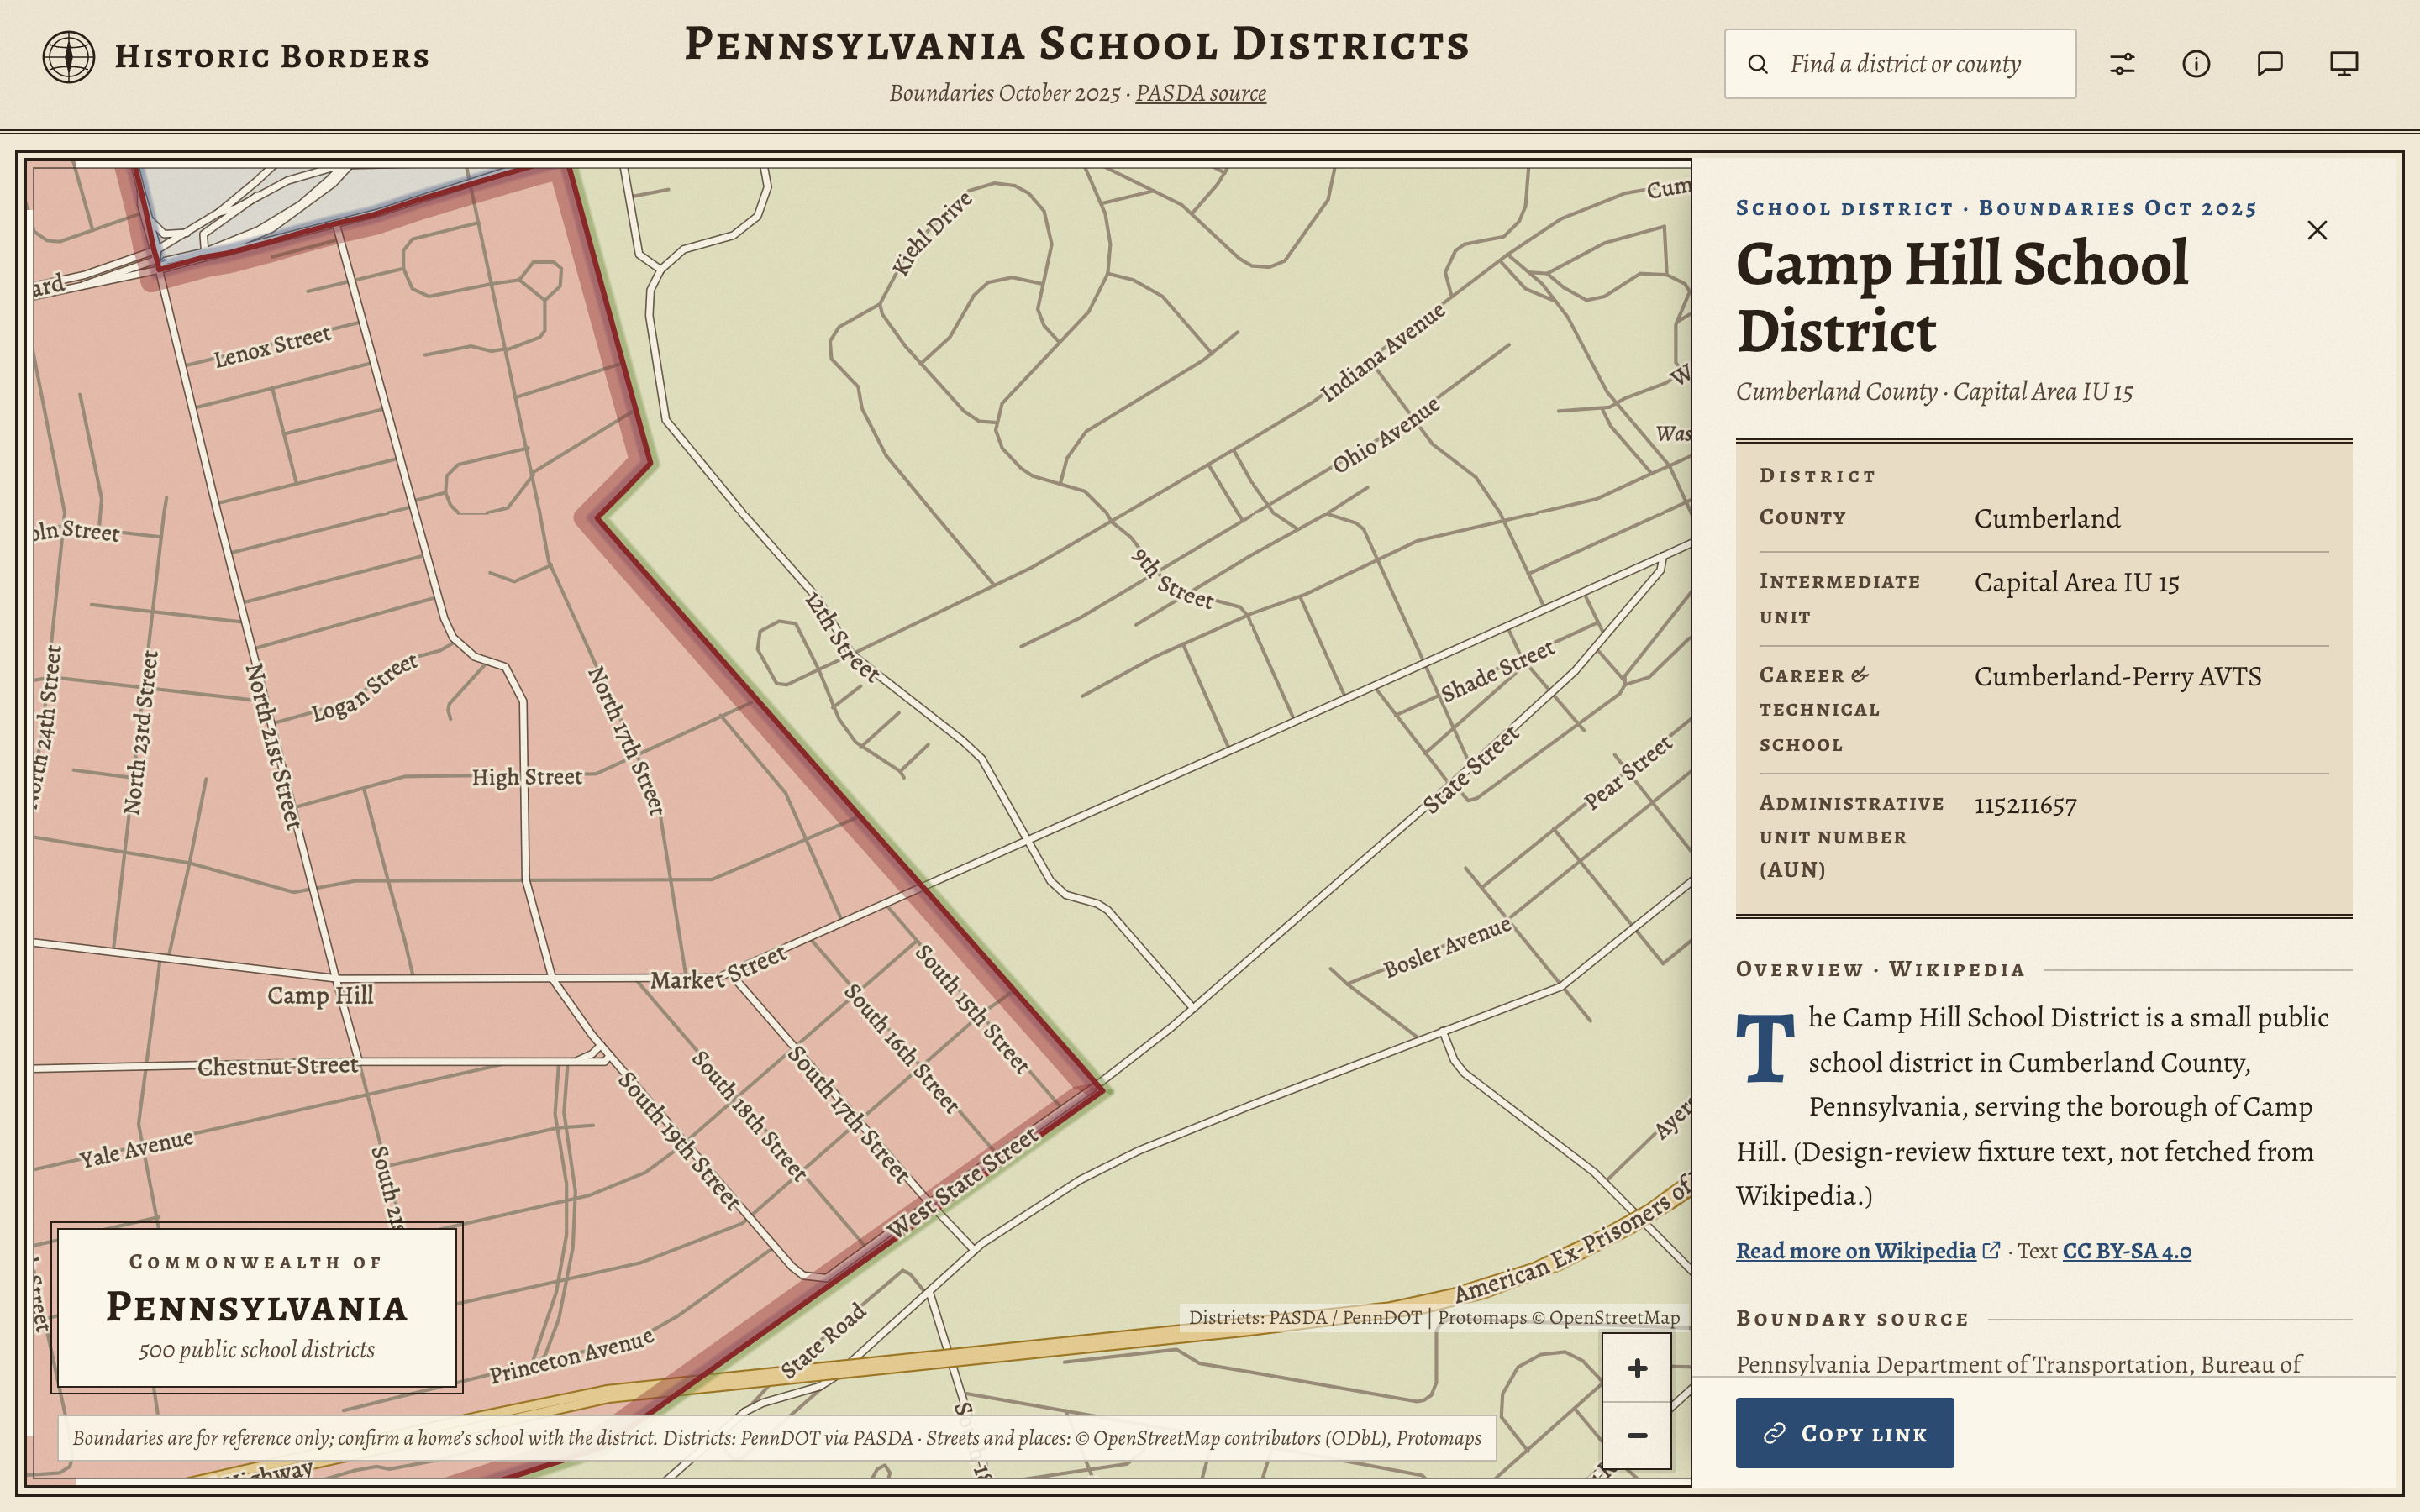 Historic Borders
Pennsylvania School Districts
Boundaries October 2025 · PASDA source
Find a district or county
Kiehl Drive
Lenox Street
Indiana Avenue
Ohio Avenue
9th Street
12th Street
North 24th Street
North 23rd Street
North 21st Street
Logan Street
North 17th Street
High Street
Shade Street
State Street
Pear Street
Bosler Avenue
Market Street
Camp Hill
Chestnut Street
South 15th Street
South 16th Street
South 17th Street
South 18th Street
South 19th Street
Yale Avenue
West State Street
American Ex-Prisoners of
State Road
Princeton Avenue
Highway
Commonwealth of
Pennsylvania
500 public school districts
Districts: PASDA / PennDOT | Protomaps © OpenStreetMap
Boundaries are for reference only; confirm a home's school with the district. Districts: PennDOT via PASDA · Streets and places: © OpenStreetMap contributors (ODbL), Protomaps
School district · Boundaries Oct 2025
Camp Hill School
District
Cumberland County · Capital Area IU 15
District
County Cumberland
Intermediate Capital Area IU 15
unit
Career & Cumberland-Perry AVTS
technical
school
Administrative 115211657
unit number
(AUN)
Overview · Wikipedia
The Camp Hill School District is a small public
school district in Cumberland County,
Pennsylvania, serving the borough of Camp
Hill. (Design-review fixture text, not fetched from
Wikipedia.)
Read more on Wikipedia · Text CC BY-SA 4.0
Boundary source
Pennsylvania Department of Transportation, Bureau of
Copy link